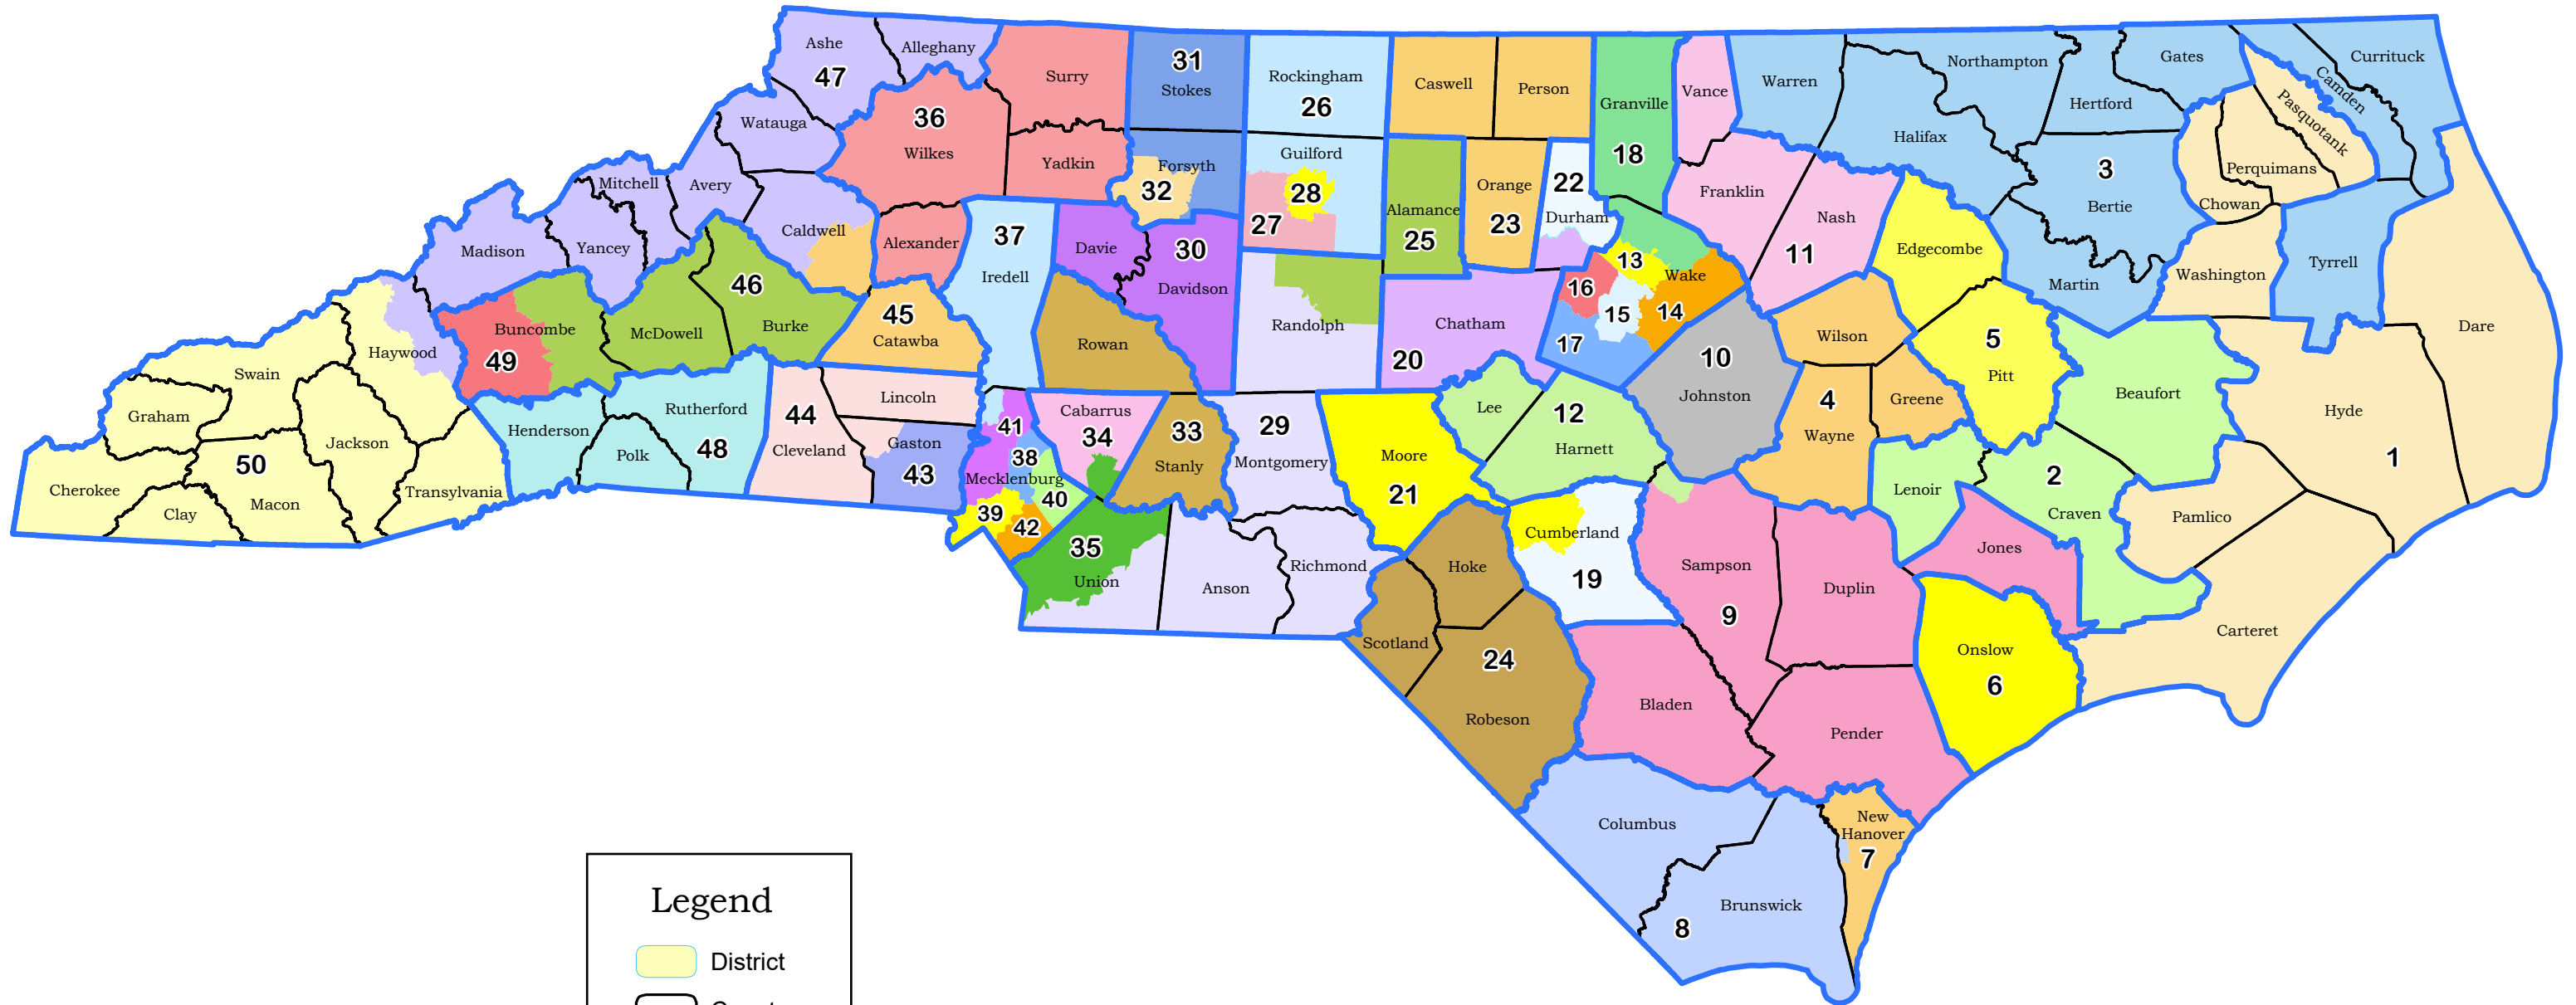 Ashe
47
Alleghany
Surry
31
Stokes
Rockingham
26
Caswell
Person
Granville
18
Vance
Warren
Northampton
Gates
Currituck
Camden
Pasquotank
Hertford
Halifax
Perquimans
Chowan
3
Bertie
Watauga
36
Wilkes
Yadkin
Forsyth
32
Guilford
28
27
Alamance
25
Orange
23
22
Durham
Franklin
Nash
11
Edgecombe
Martin
Washington
Tyrrell
Dare
Mitchell
Avery
Madison
Yancey
Caldwell
Alexander
37
Iredell
Davie
30
Davidson
Randolph
Chatham
20
13
Wake
16
15
14
17
10
Johnston
Wilson
5
Pitt
Beaufort
Hyde
1
46
Burke
45
Catawba
Buncombe
49
McDowell
Haywood
Swain
Graham
Rowan
Lincoln
44
Cleveland
Gaston
43
Rutherford
48
Henderson
Polk
Jackson
50
Macon
Cherokee
Clay
Transylvania
41
38
Mecklenburg
40
39
42
Cabarrus
34
33
Stanly
29
Montgomery
Moore
21
Lee
12
Harnett
4
Wayne
Greene
Lenoir
2
Craven
Pamlico
35
Union
Anson
Richmond
Hoke
Cumberland
19
Sampson
9
Duplin
Jones
Onslow
6
Carteret
Scotland
24
Robeson
Bladen
Pender
Columbus
Brunswick
8
New
Hanover
7
Legend
District